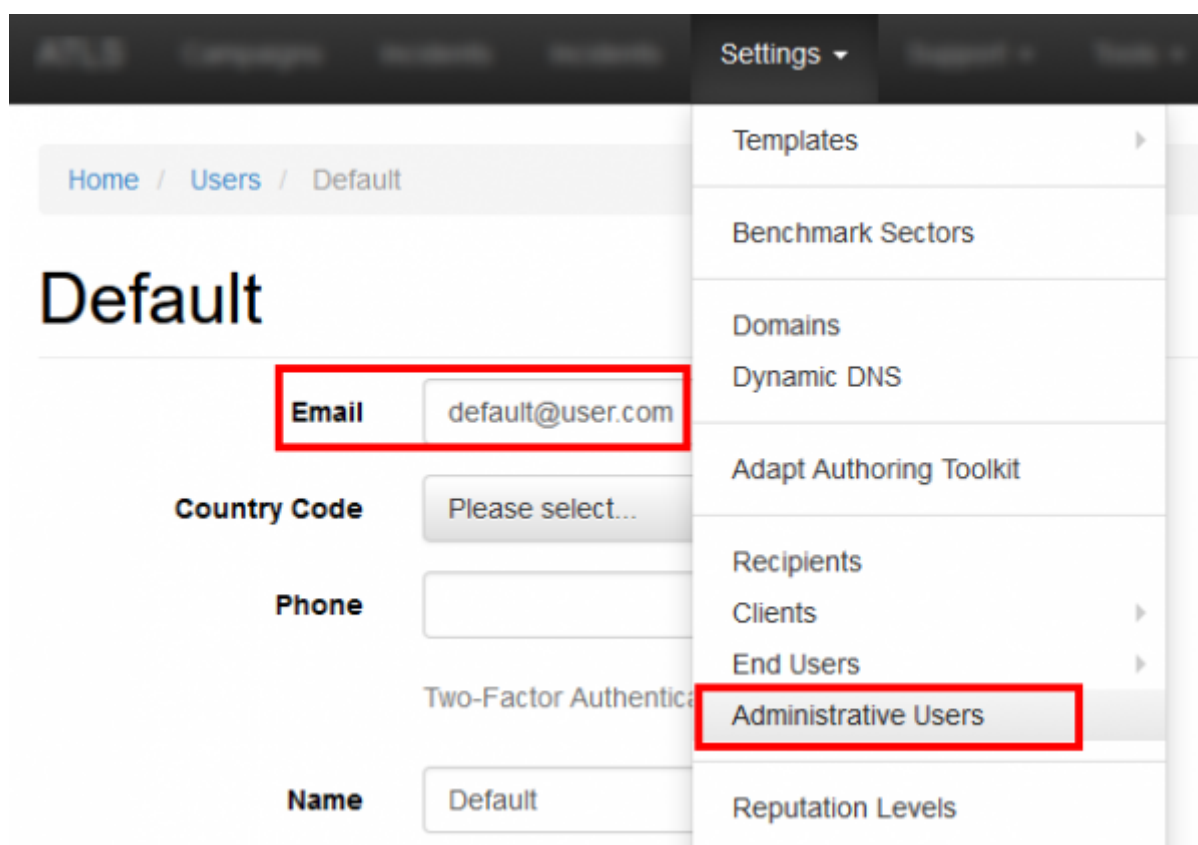 Settings
Home / Users / Default
Default
Email default@user.com
Country Code Please select...
Phone
Two-Factor Authentica
Name Default
Templates
Benchmark Sectors
Domains
Dynamic DNS
Adapt Authoring Toolkit
Recipients
Clients
End Users
Administrative Users
Reputation Levels